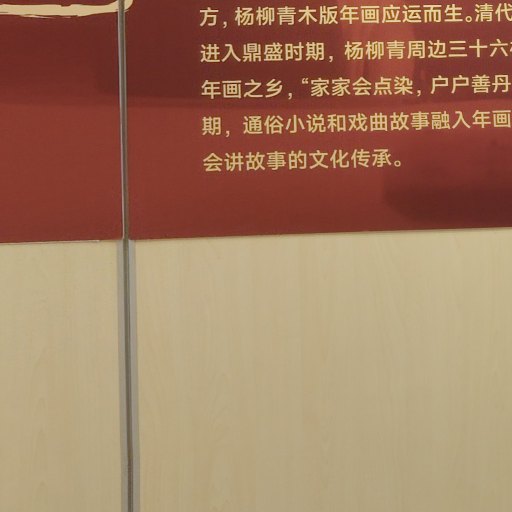 方，杨柳青木版年画应运而生。清代
进入鼎盛时期，杨柳青周边三十六
年画之乡，“家家会点染，户户善丹
期，通俗小说和戏曲故事融入年画
会讲故事的文化传承。